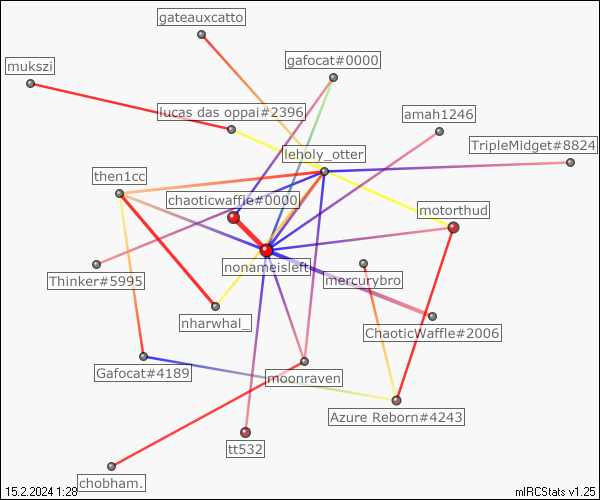 gateauxcatto
gafocat#0000
mukszi
lucas das oppai#2396
amah1246
TripleMidget#8824
leholy_otter
then1cc
chaoticwaffle#0000
motorthud
nonameisleft
Thinker#5995
mercurybro
nharwhal_
ChaoticWaffle#2006
Gafocat#4189
moonraven
Azure Reborn#4243
tt532
chobham.
15.2.2024 1:28
mIRCStats v1.25